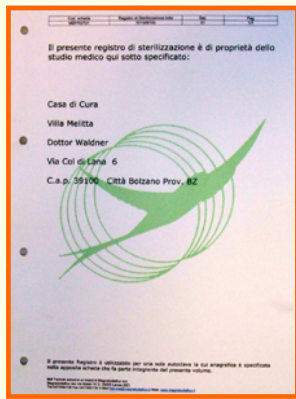 Il presente registro di sterilizzazione è di proprietà dello
studio medico qui sotto specificato:
Casa di Cura
Villa Melitta
Dottor Waldner
Via Col di Lana 6
C.a.p. 39100 Città Bolzano Prov. BZ
Il presente Registro è utilizzabile per una sola autoclave la cui anagrafica è specificata
nella apposita scheda che fa parte integrante del presente volume.